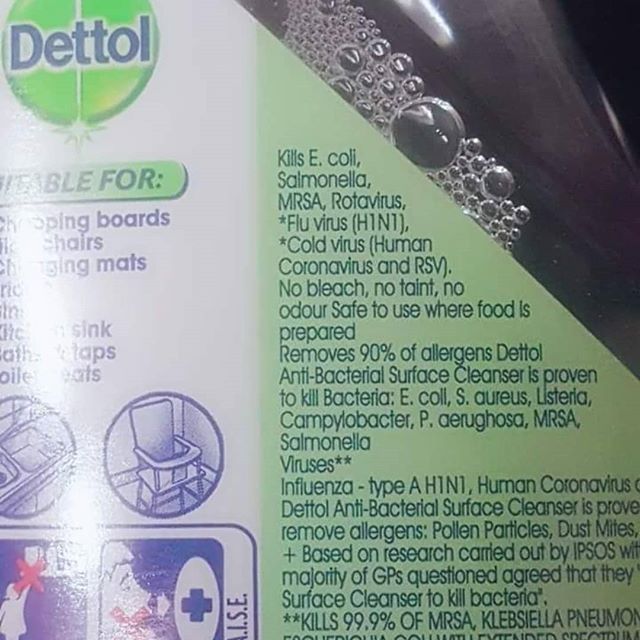 Dettol
SUITABLE FOR:
boards
chairs
mats
sink
taps
Kills E. coli,
Salmonella,
MRSA, Rotavirus,
*Flu virus (H1N1),
*Cold virus (Human
Coronavirus and RSV).
No bleach, no taint, no
odour Safe to use where food is
prepared
Removes 90% of allergens Dettol
Anti-Bacterial Surface Cleanser is proven
to kill Bacteria: E. coli, S. aureus, Listeria,
Campylobacter, P. aerughosa, MRSA,
Salmonella
Viruses**
Influenza - type A H1N1, Human Coronavirus
Dettol Anti-Bacterial Surface Cleanser is prove
remove allergens: Pollen Particles, Dust Mites,
+ Based on research carried out by IPSOS
majority of GPs questioned agreed that they
Surface Cleanser to kill bacteria".
**KILLS 99.9% OF MRSA, KLEBSIELLA PNEUMON
A.I.S.E.